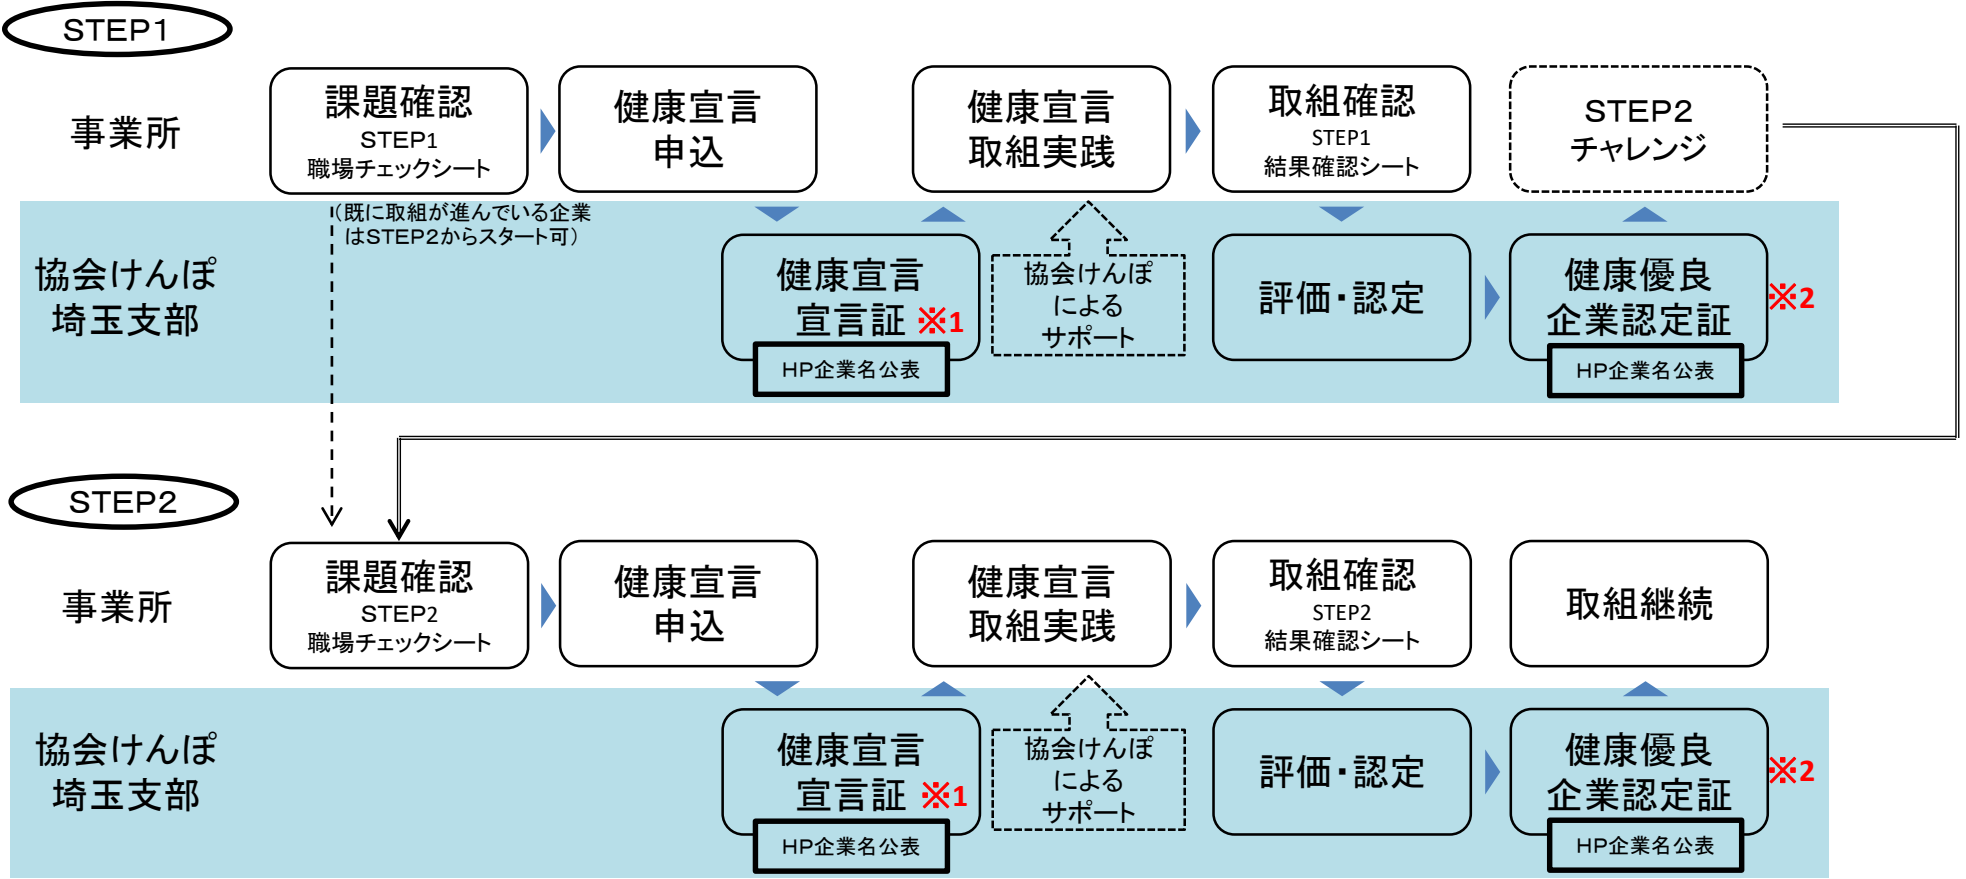 STEP1
事業所
課題確認
STEP1
職場チェックシート
健康宣言
申込
健康宣言
取組実践
取組確認
STEP1
結果確認シート
STEP2
チャレンジ
（既に取組が進んでいる企業
はSTEP2からスタート可）
協会けんぽ
埼玉支部
健康宣言
宣言証 ※1
HP企業名公表
協会けんぽ
による
サポート
評価・認定
健康優良
企業認定証
※2
HP企業名公表
STEP2
事業所
課題確認
STEP2
職場チェックシート
健康宣言
申込
健康宣言
取組実践
取組確認
STEP2
結果確認シート
取組継続
協会けんぽ
埼玉支部
健康宣言
宣言証 ※1
HP企業名公表
協会けんぽ
による
サポート
評価・認定
健康優良
企業認定証
※2
HP企業名公表